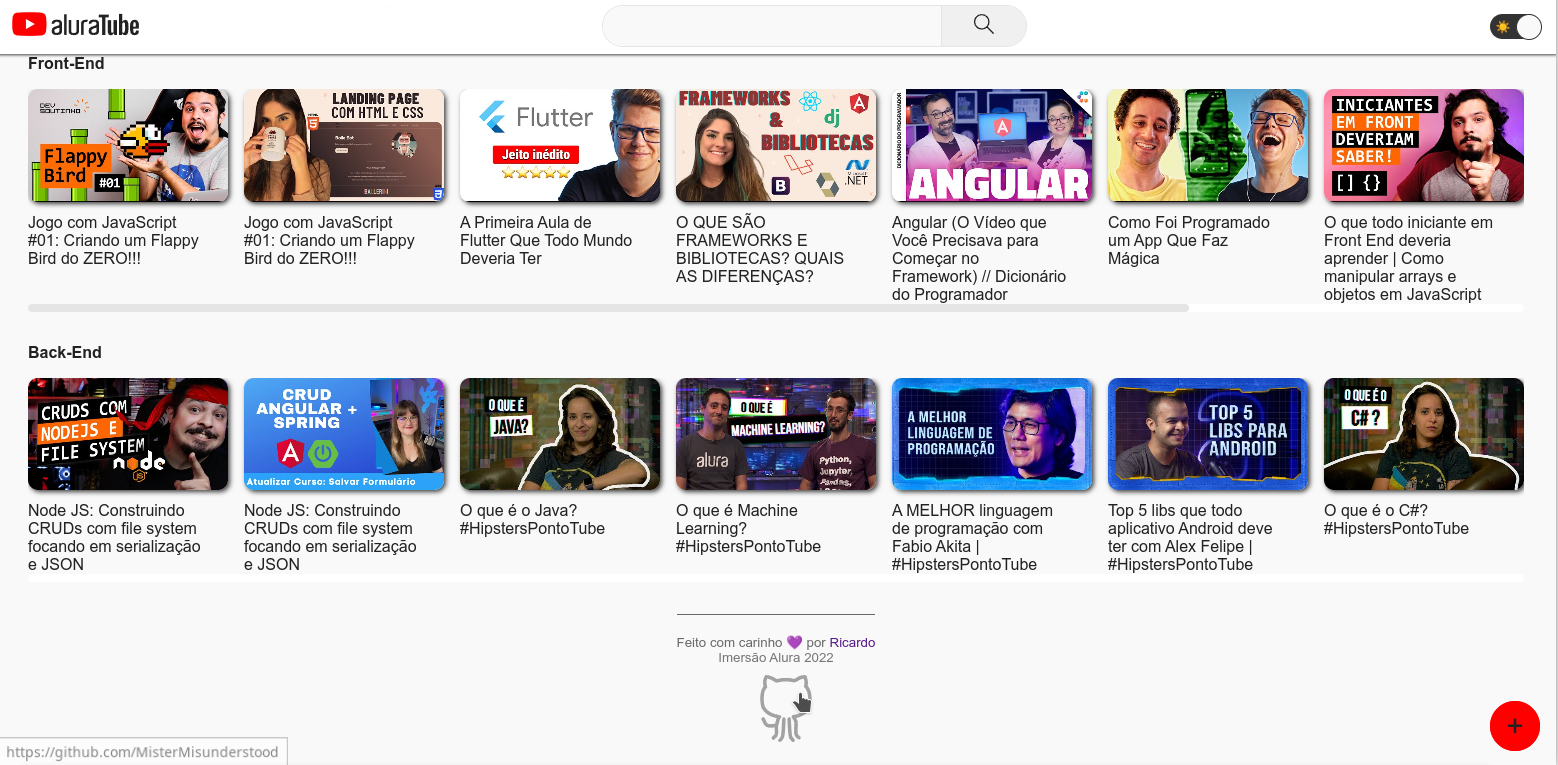 aluraTube
Front-End
DEV
SOUTINHO
Flappy
Bird
#01
LANDING PAGE
COM HTML E CSS
BALLERINI
Flutter
Jeito inédito
FRAMEWORKS
&
BIBLIOTECAS
dj
B
Microsoft
.NET
DICIONÁRIO DO PROGRAMADOR
ANGULAR
INICIANTES
EM FRONT
DEVERIAM
SABER!
[] {}
Jogo com JavaScript
#01: Criando um Flappy
Bird do ZERO!!!
Jogo com JavaScript
#01: Criando um Flappy
Bird do ZERO!!!
A Primeira Aula de
Flutter Que Todo Mundo
Deveria Ter
O QUE SÃO
FRAMEWORKS E
BIBLIOTECAS? QUAIS
AS DIFERENÇAS?
Angular (O Vídeo que
Você Precisava para
Começar no
Framework) // Dicionário
do Programador
Como Foi Programado
um App Que Faz
Mágica
O que todo iniciante em
Front End deveria
aprender | Como
manipular arrays e
objetos em JavaScript
Back-End
CRUDS COM
NODEJS E
FILE SYSTEM
node
JS
CRUD
ANGULAR +
SPRING
Atualizar Curso: Salvar Formulário
O QUE É
JAVA?
O QUE É
MACHINE LEARNING?
alura
Python,
Jupyter,
Pandas,
A MELHOR
LINGUAGEM DE
PROGRAMAÇÃO
TOP 5
LIBS PARA
ANDROID
O QUE É O
C# ?
Node JS: Construindo
CRUDs com file system
focando em serialização
e JSON
Node JS: Construindo
CRUDs com file system
focando em serialização
e JSON
O que é o Java?
#HipstersPontoTube
O que é Machine
Learning?
#HipstersPontoTube
A MELHOR linguagem
de programação com
Fabio Akita |
#HipstersPontoTube
Top 5 libs que todo
aplicativo Android deve
ter com Alex Felipe |
#HipstersPontoTube
O que é o C#?
#HipstersPontoTube
Feito com carinho 💜 por Ricardo
Imersão Alura 2022
+
https://github.com/MisterMisunderstood